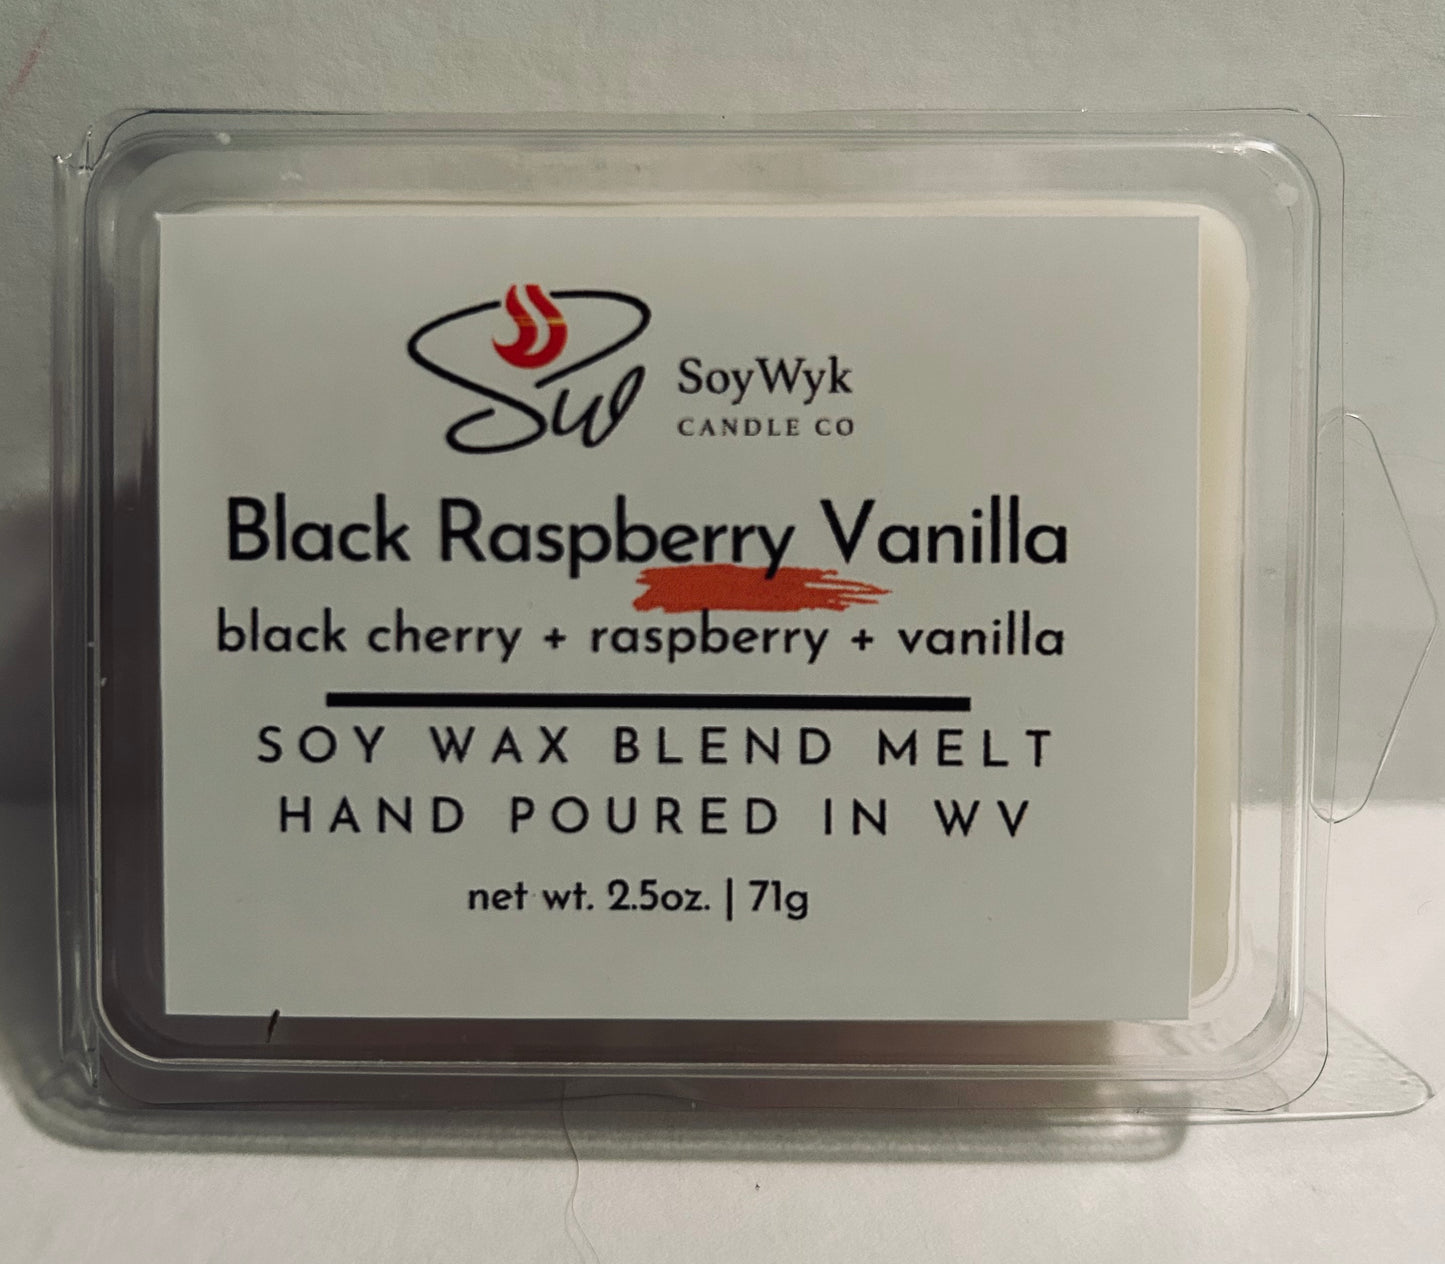 Sw
SoyWyk
CANDLE CO
Black Raspberry Vanilla
black cherry + raspberry + vanilla
SOY WAX BLEND MELT
HAND POURED IN WV
net wt. 2.5oz. | 71g